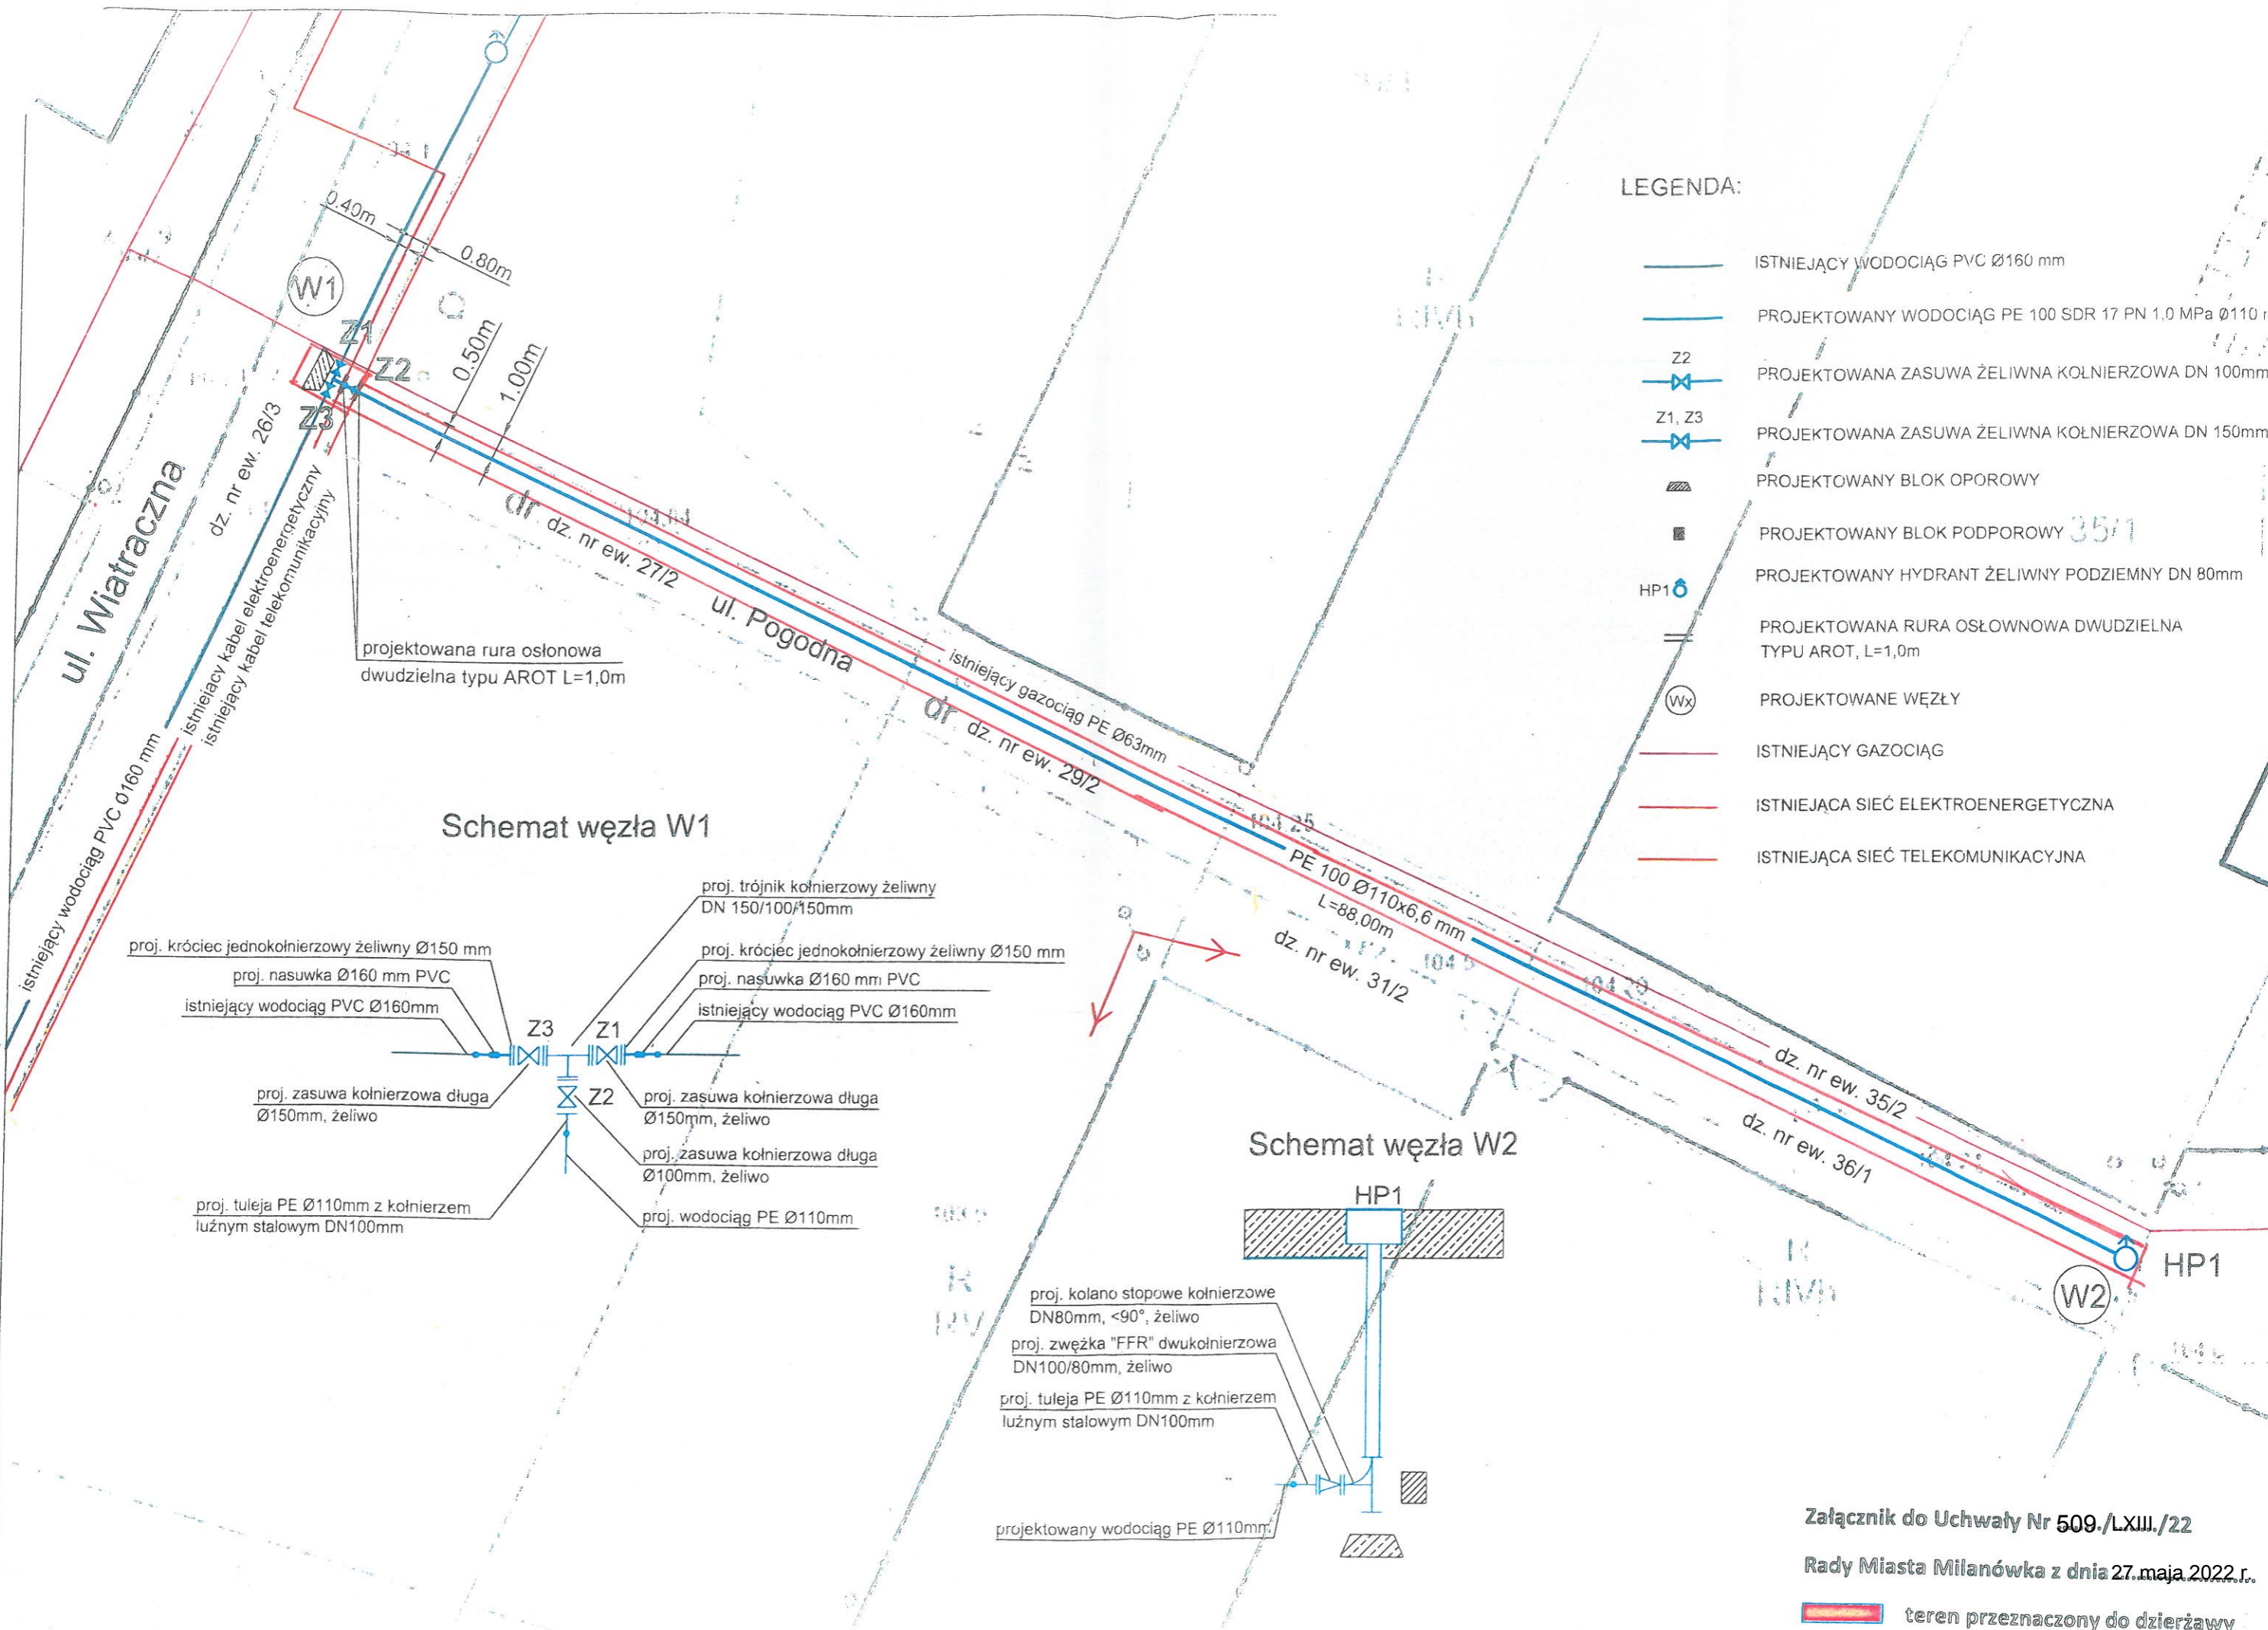 0.40m
0.80m
W1
Z1
Z2
Z3
0.50m
1.00m
dz. nr ew. 26/3
ul. Wiatraczna
istniejący kabel elektroenergetyczny
istniejący kabel telekomunikacyjny
istniejący wodociąg PVC Ø160 mm
projektowana rura osłonowa
dwudzielna typu AROT L=1,0m
dr dz. nr ew. 27/2
ul. Pogodna
istniejący gazociąg PE Ø63mm
dr dz. nr ew. 29/2
104.25
PE 100 Ø110x6,6 mm
L=88,00m
dz. nr ew. 31/2
104.5
dz. nr ew. 35/2
dz. nr ew. 36/1
HP1
W2
LEGENDA:
ISTNIEJĄCY WODOCIĄG PVC Ø160 mm
PROJEKTOWANY WODOCIĄG PE 100 SDR 17 PN 1,0 MPa Ø110
Z2
PROJEKTOWANA ZASUWA ŻELIWNA KOŁNIERZOWA DN 100mm
Z1, Z3
PROJEKTOWANA ZASUWA ŻELIWNA KOŁNIERZOWA DN 150mm
PROJEKTOWANY BLOK OPOROWY
PROJEKTOWANY BLOK PODPOROWY
35/1
HP1
PROJEKTOWANY HYDRANT ŻELIWNY PODZIEMNY DN 80mm
PROJEKTOWANA RURA OSŁOWNOWA DWUDZIELNA
TYPU AROT, L=1,0m
Wx
PROJEKTOWANE WĘZŁY
ISTNIEJĄCY GAZOCIĄG
ISTNIEJĄCA SIEĆ ELEKTROENERGETYCZNA
ISTNIEJĄCA SIEĆ TELEKOMUNIKACYJNA
Schemat węzła W1
proj. trójnik kołnierzowy żeliwny
DN 150/100/150mm
proj. króciec jednokołnierzowy żeliwny Ø150 mm
proj. nasuwka Ø160 mm PVC
istniejący wodociąg PVC Ø160mm
proj. króciec jednokołnierzowy żeliwny Ø150 mm
proj. nasuwka Ø160 mm PVC
istniejący wodociąg PVC Ø160mm
Z3
Z1
Z2
proj. zasuwa kołnierzowa długa
Ø150mm, żeliwo
proj. zasuwa kołnierzowa długa
Ø150mm, żeliwo
proj. zasuwa kołnierzowa długa
Ø100mm, żeliwo
proj. tuleja PE Ø110mm z kołnierzem
luźnym stalowym DN100mm
proj. wodociąg PE Ø110mm
Schemat węzła W2
HP1
proj. kolano stopowe kołnierzowe
DN80mm, <90°, żeliwo
proj. zwężka "FFR" dwukołnierzowa
DN100/80mm, żeliwo
proj. tuleja PE Ø110mm z kołnierzem
luźnym stalowym DN100mm
projektowany wodociąg PE Ø110mm
Załącznik do Uchwały Nr 509./LXIII./22
Rady Miasta Milanówka z dnia 27 maja 2022 r.
teren przeznaczony do dzierżawy